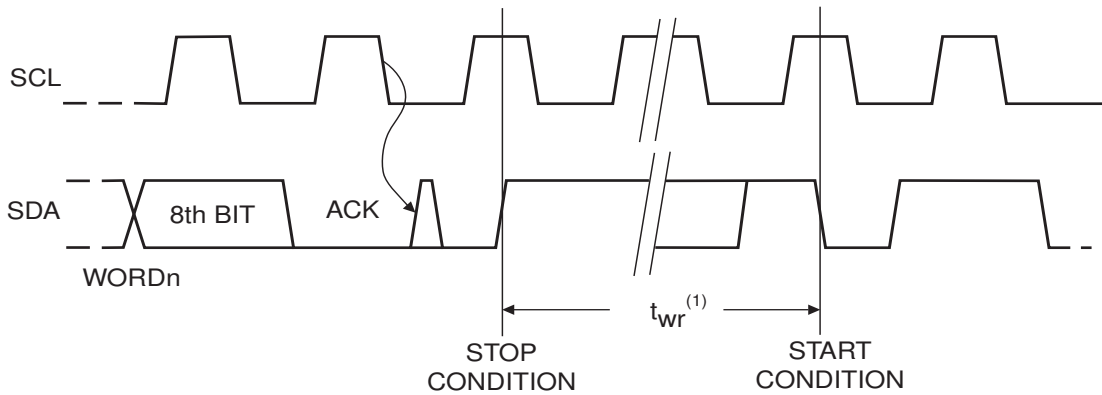 SCL
SDA
8th BIT
ACK
WORDn
twr(1)
STOP
CONDITION
START
CONDITION